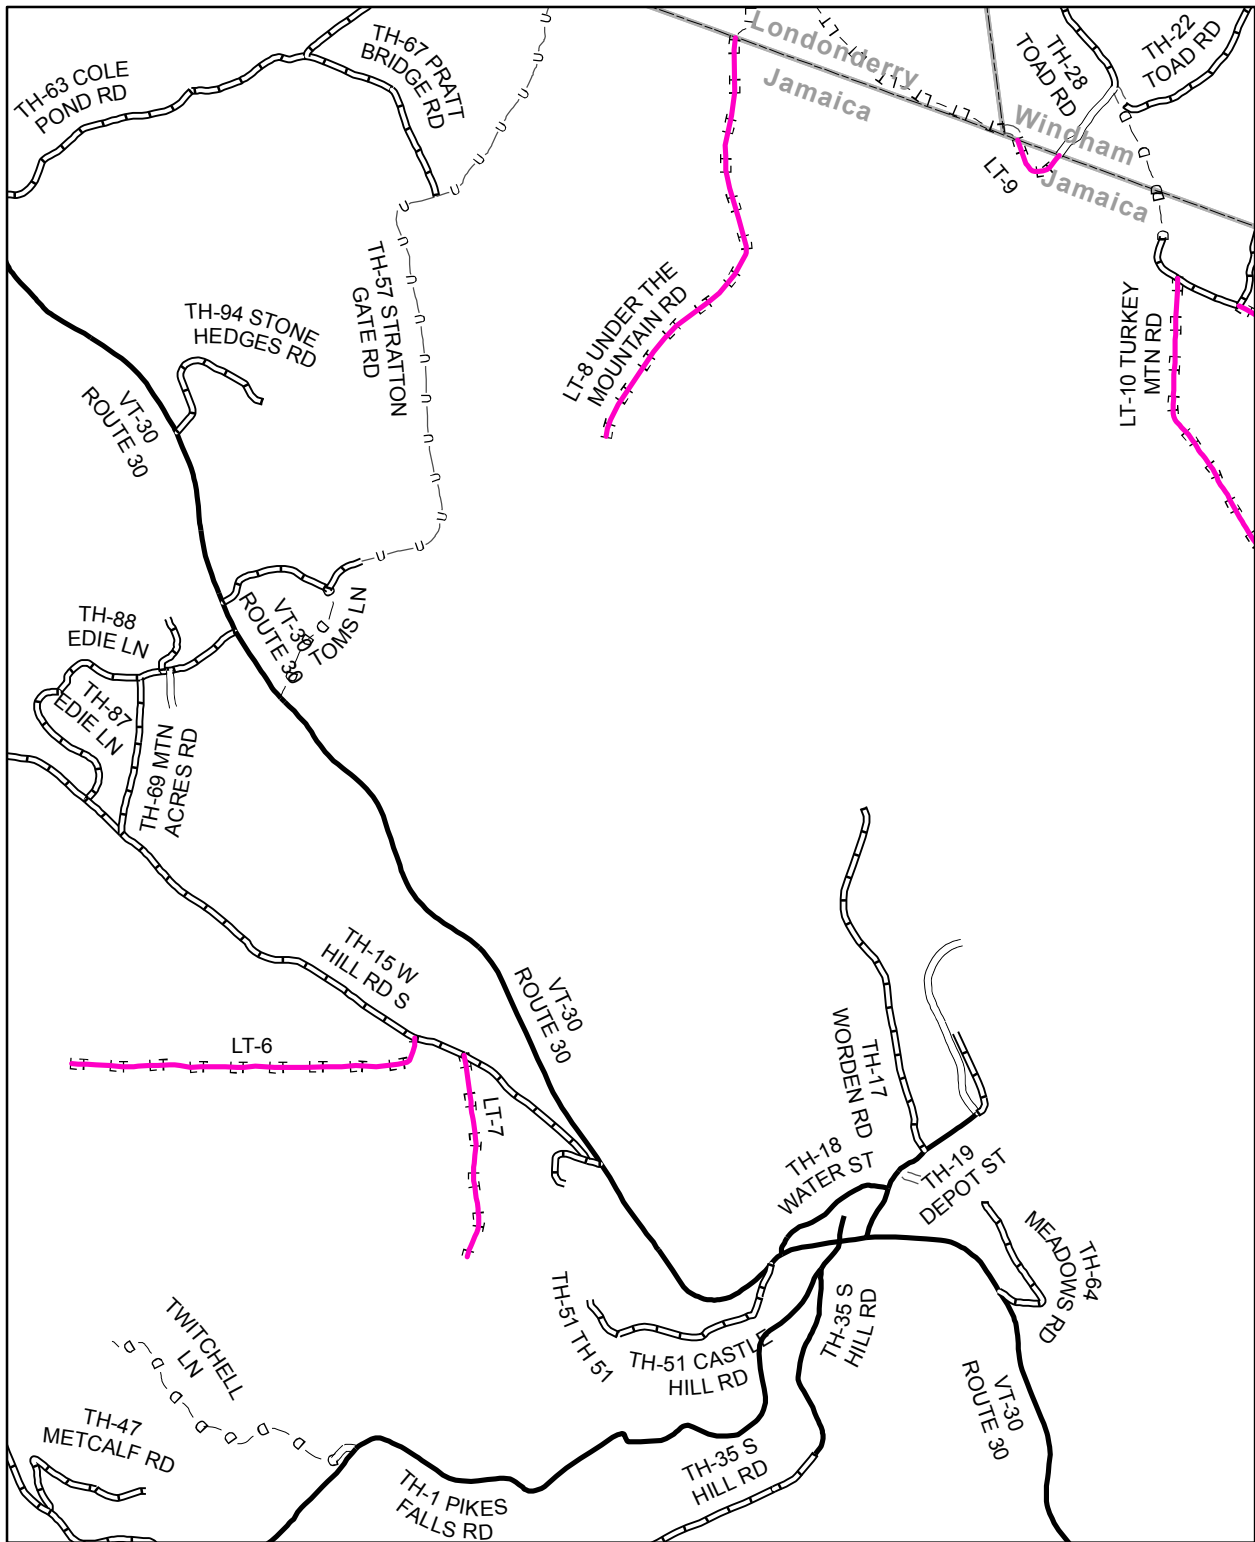 TH-67 PRATT
BRIDGE RD
TH-63 COLE
POND RD
Londonderry
Jamaica
TH-28
TOAD RD
TH-22
TOAD RD
Windham
Jamaica
LT-9
TH-57 STRATTON
GATE RD
LT-8 UNDER THE
MOUNTAIN RD
LT-10 TURKEY
MTN RD
TH-94 STONE
HEDGES RD
VT-30
ROUTE 30
VT-30
ROUTE 30
TOMS LN
TH-88
EDIE LN
TH-87
EDIE LN
TH-69 MTN
ACRES RD
TH-15 W
HILL RD S
VT-30
ROUTE 30
LT-6
LT-7
TH-17
WORDEN RD
TH-18
WATER ST
TH-19
DEPOT ST
TH-64
MEADOWS RD
TH-51 TH 51
TH-51 CASTLE
HILL RD
TH-35 S
HILL RD
TWITCHELL
LN
VT-30
ROUTE 30
TH-47
METCALF RD
TH-35 S
HILL RD
TH-1 PIKES
FALLS RD